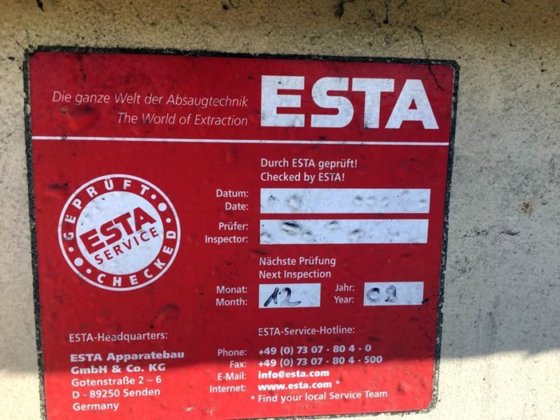 Die ganze Welt der Absaugtechnik
The World of Extraction
ESTA
Durch ESTA geprüft!
Checked by ESTA!
GEPRÜFT
ESTA
SERVICE
CHECKED
Datum:
Date:
Prüfer:
Inspector:
Nächste Prüfung
Next Inspection
Monat: 12 Jahr: 02
Month: Year:
ESTA-Headquarters:
ESTA Apparatebau
GmbH & Co. KG
Gotenstraße 2 – 6
D - 89250 Senden
Germany
ESTA-Service-Hotline:
Phone: +49 (0) 73 07 - 80 4 - 0
Fax: +49 (0) 73 07 - 80 4 - 500
E-Mail: info@esta.com
Internet: www.esta.com *
* Find your local Service Team